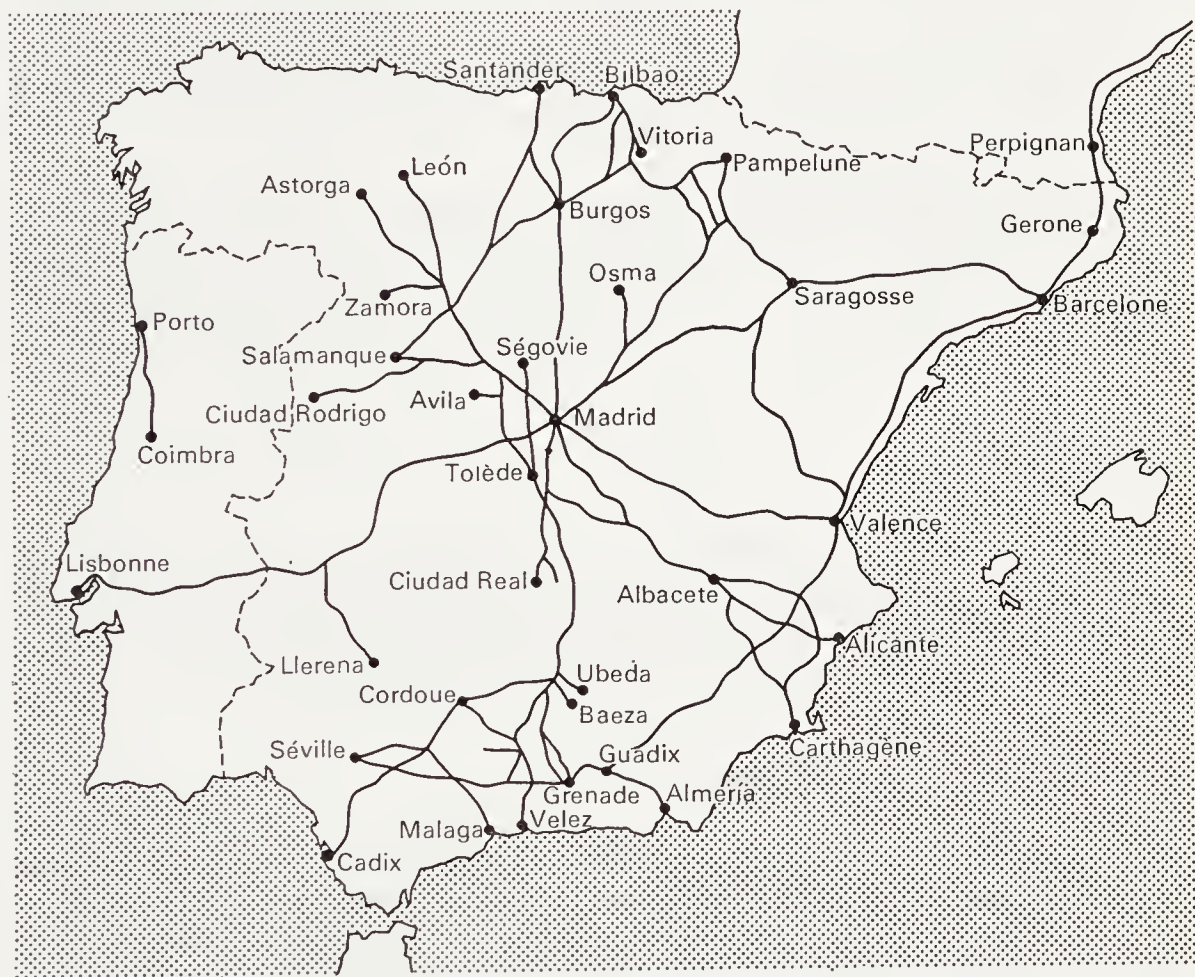 Santander
Bilbao
Vitoria
Pampelune
Perpignan
León
Astorga
Burgos
Gerone
Osma
Zamora
Saragosse
Barcelone
Porto
Ségovie
Salamanque
Avila
Ciudad Rodrigo
Madrid
Coimbra
Tolède
Valence
Lisbonne
Ciudad Real
Albacete
Alicante
Llerena
Ubeda
Cordoue
Baeza
Carthagène
Séville
Guadix
Grenade
Almeria
Malaga
Velez
Cadix